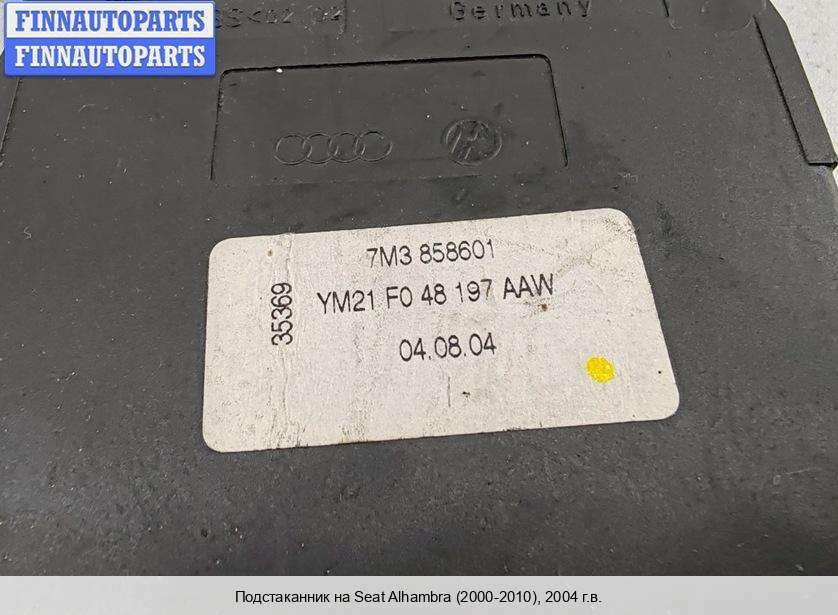 FINNAUTOPARTS
FINNAUTOPARTS
Germany
7M3 858601
35369
YM21 F0 48 197 AAW
04.08.04
Подстаканник на Seat Alhambra (2000-2010), 2004 г.в.